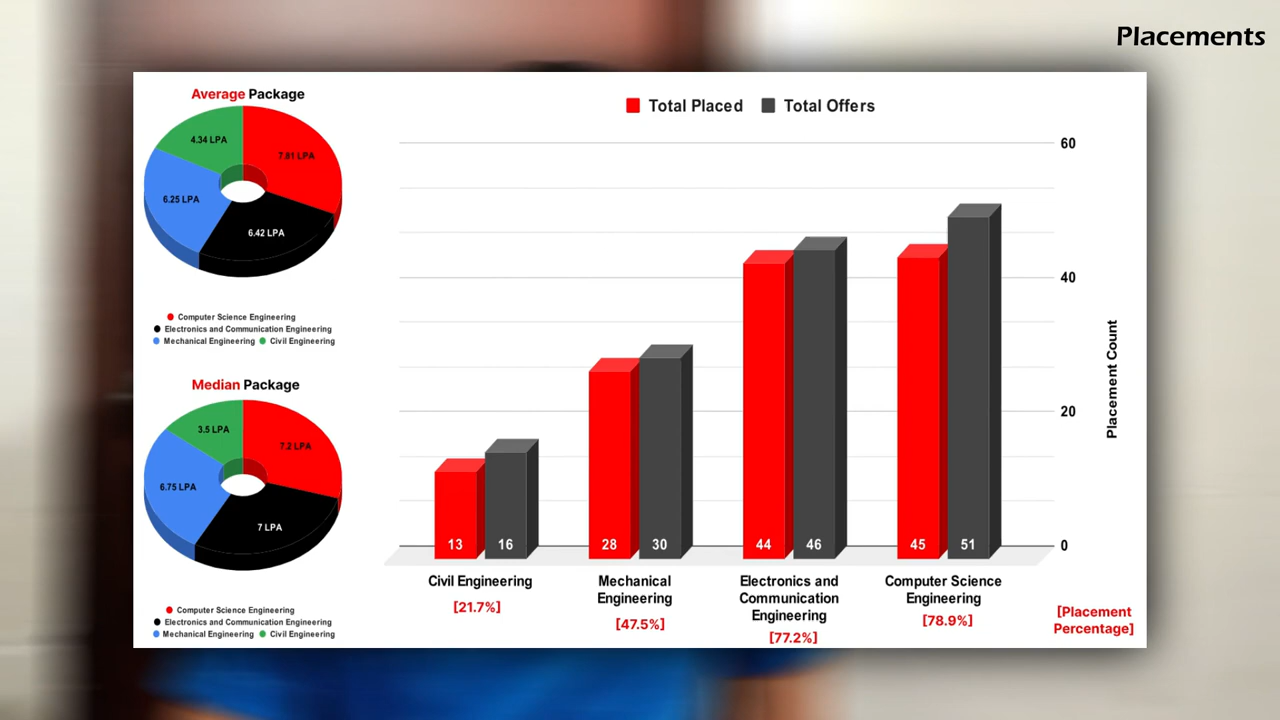 Placements
Average Package
4.34 LPA
7.81 LPA
6.25 LPA
6.42 LPA
Computer Science Engineering
Electronics and Communication Engineering
Mechanical Engineering Civil Engineering
Median Package
3.5 LPA
7.2 LPA
6.75 LPA
7 LPA
Computer Science Engineering
Electronics and Communication Engineering
Mechanical Engineering Civil Engineering
Total Placed Total Offers
60
40
20
0
Placement Count
13 16 28 30 44 46 45 51
Civil Engineering
[21.7%]
Mechanical
Engineering
[47.5%]
Electronics and
Communication
Engineering
[77.2%]
Computer Science
Engineering
[78.9%]
[Placement
Percentage]